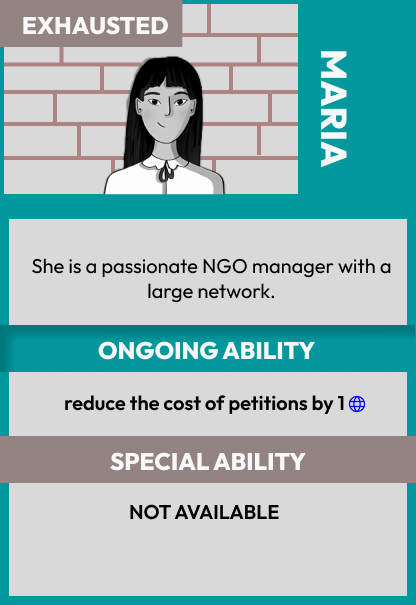 EXHAUSTED
MARIA
She is a passionate NGO manager with a
large network.
ONGOING ABILITY
reduce the cost of petitions by 1
SPECIAL ABILITY
NOT AVAILABLE